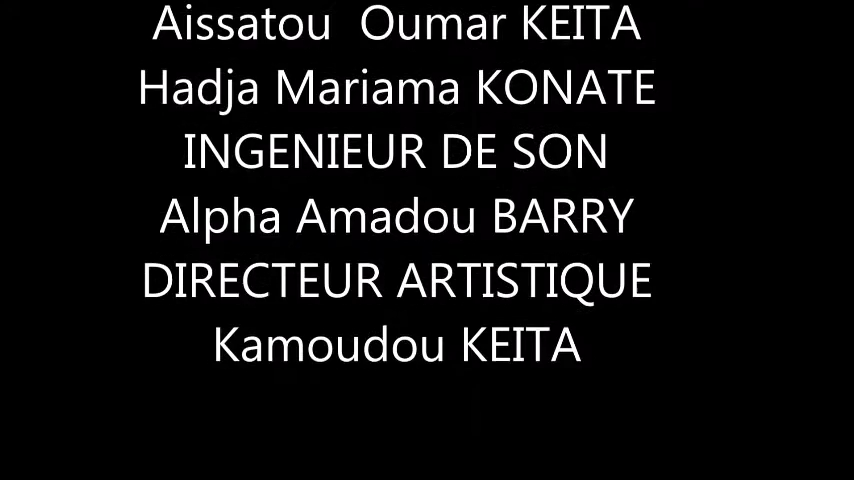 Aissatou  Oumar KEITA
Hadja Mariama KONATE
INGENIEUR DE SON
Alpha Amadou BARRY
DIRECTEUR ARTISTIQUE
Kamoudou KEITA